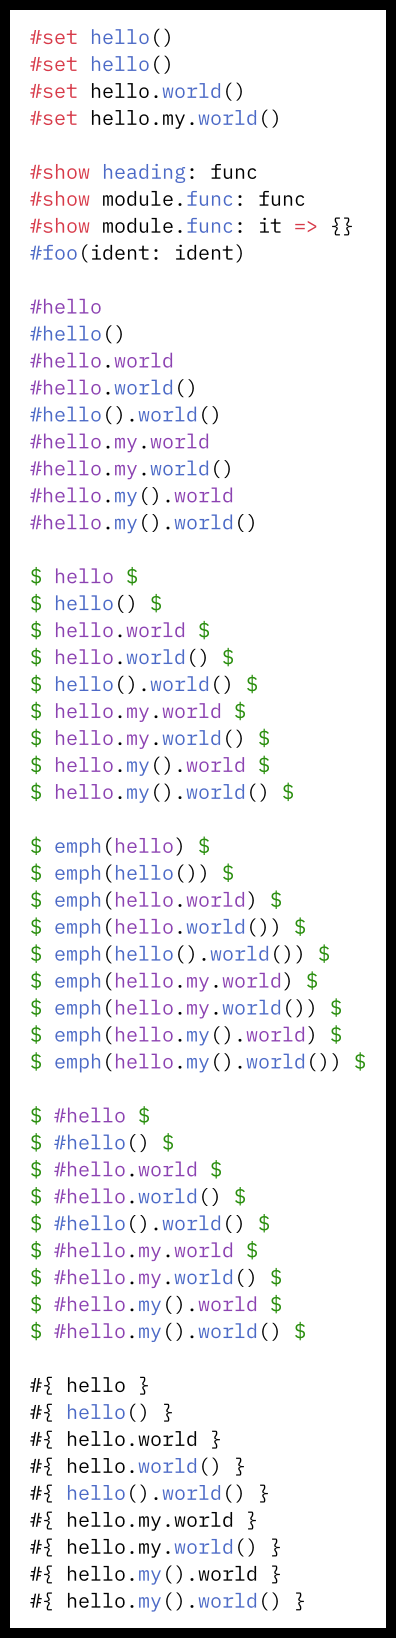 #set hello()
#set hello()
#set hello.world()
#set hello.my.world()

#show heading: func
#show module.func: func
#show module.func: it => {}
#foo(ident: ident)

#hello
#hello()
#hello.world
#hello.world()
#hello().world()
#hello.my.world
#hello.my.world()
#hello.my().world
#hello.my().world()

$ hello $
$ hello() $
$ hello.world $
$ hello.world() $
$ hello().world() $
$ hello.my.world $
$ hello.my.world() $
$ hello.my().world $
$ hello.my().world() $

$ emph(hello) $
$ emph(hello()) $
$ emph(hello.world) $
$ emph(hello.world()) $
$ emph(hello().world()) $
$ emph(hello.my.world) $
$ emph(hello.my.world()) $
$ emph(hello.my().world) $
$ emph(hello.my().world()) $

$ #hello $
$ #hello() $
$ #hello.world $
$ #hello.world() $
$ #hello().world() $
$ #hello.my.world $
$ #hello.my.world() $
$ #hello.my().world $
$ #hello.my().world() $

#{ hello }
#{ hello() }
#{ hello.world }
#{ hello.world() }
#{ hello().world() }
#{ hello.my.world }
#{ hello.my.world() }
#{ hello.my().world }
#{ hello.my().world() }